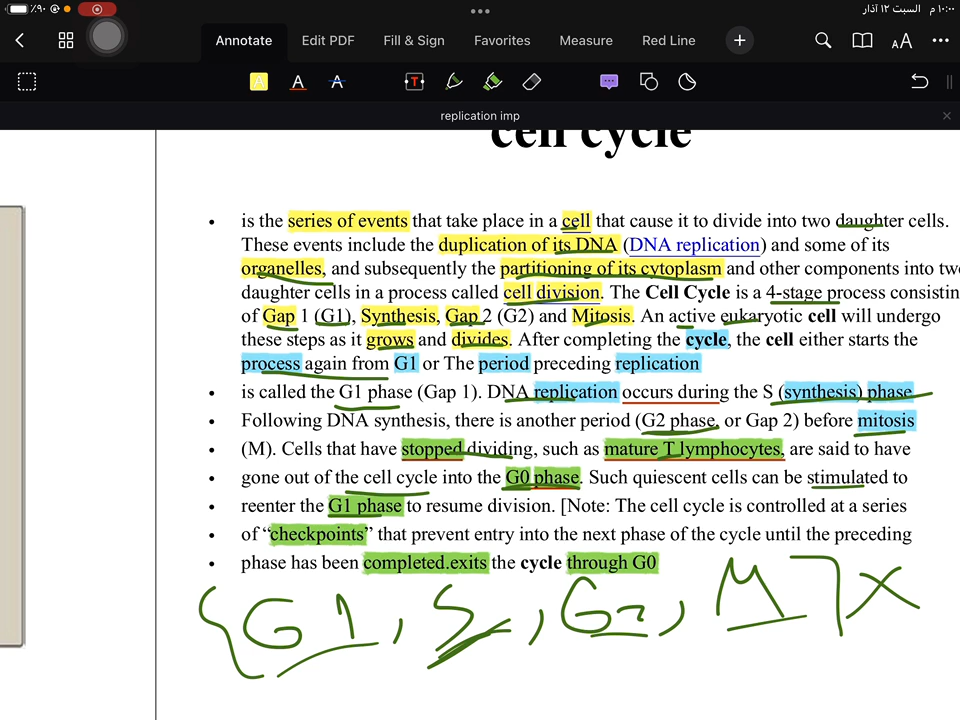 ٪٩٠
١٠:٠٠ م السبت ١٢ آذار
Annotate Edit PDF Fill & Sign Favorites Measure Red Line
A A A T
replication imp
cell cycle
• is the series of events that take place in a cell that cause it to divide into two daughter cells.
These events include the duplication of its DNA (DNA replication) and some of its
organelles, and subsequently the partitioning of its cytoplasm and other components into two
daughter cells in a process called cell division. The Cell Cycle is a 4-stage process consistin
of Gap 1 (G1), Synthesis, Gap 2 (G2) and Mitosis. An active eukaryotic cell will undergo
these steps as it grows and divides. After completing the cycle, the cell either starts the
process again from G1 or The period preceding replication
• is called the G1 phase (Gap 1). DNA replication occurs during the S (synthesis) phase
• Following DNA synthesis, there is another period (G2 phase, or Gap 2) before mitosis
• (M). Cells that have stopped dividing, such as mature T lymphocytes, are said to have
• gone out of the cell cycle into the G0 phase. Such quiescent cells can be stimulated to
• reenter the G1 phase to resume division. [Note: The cell cycle is controlled at a series
• of “checkpoints” that prevent entry into the next phase of the cycle until the preceding
• phase has been completed.exits the cycle through G0
{G1, S, G2, M] X